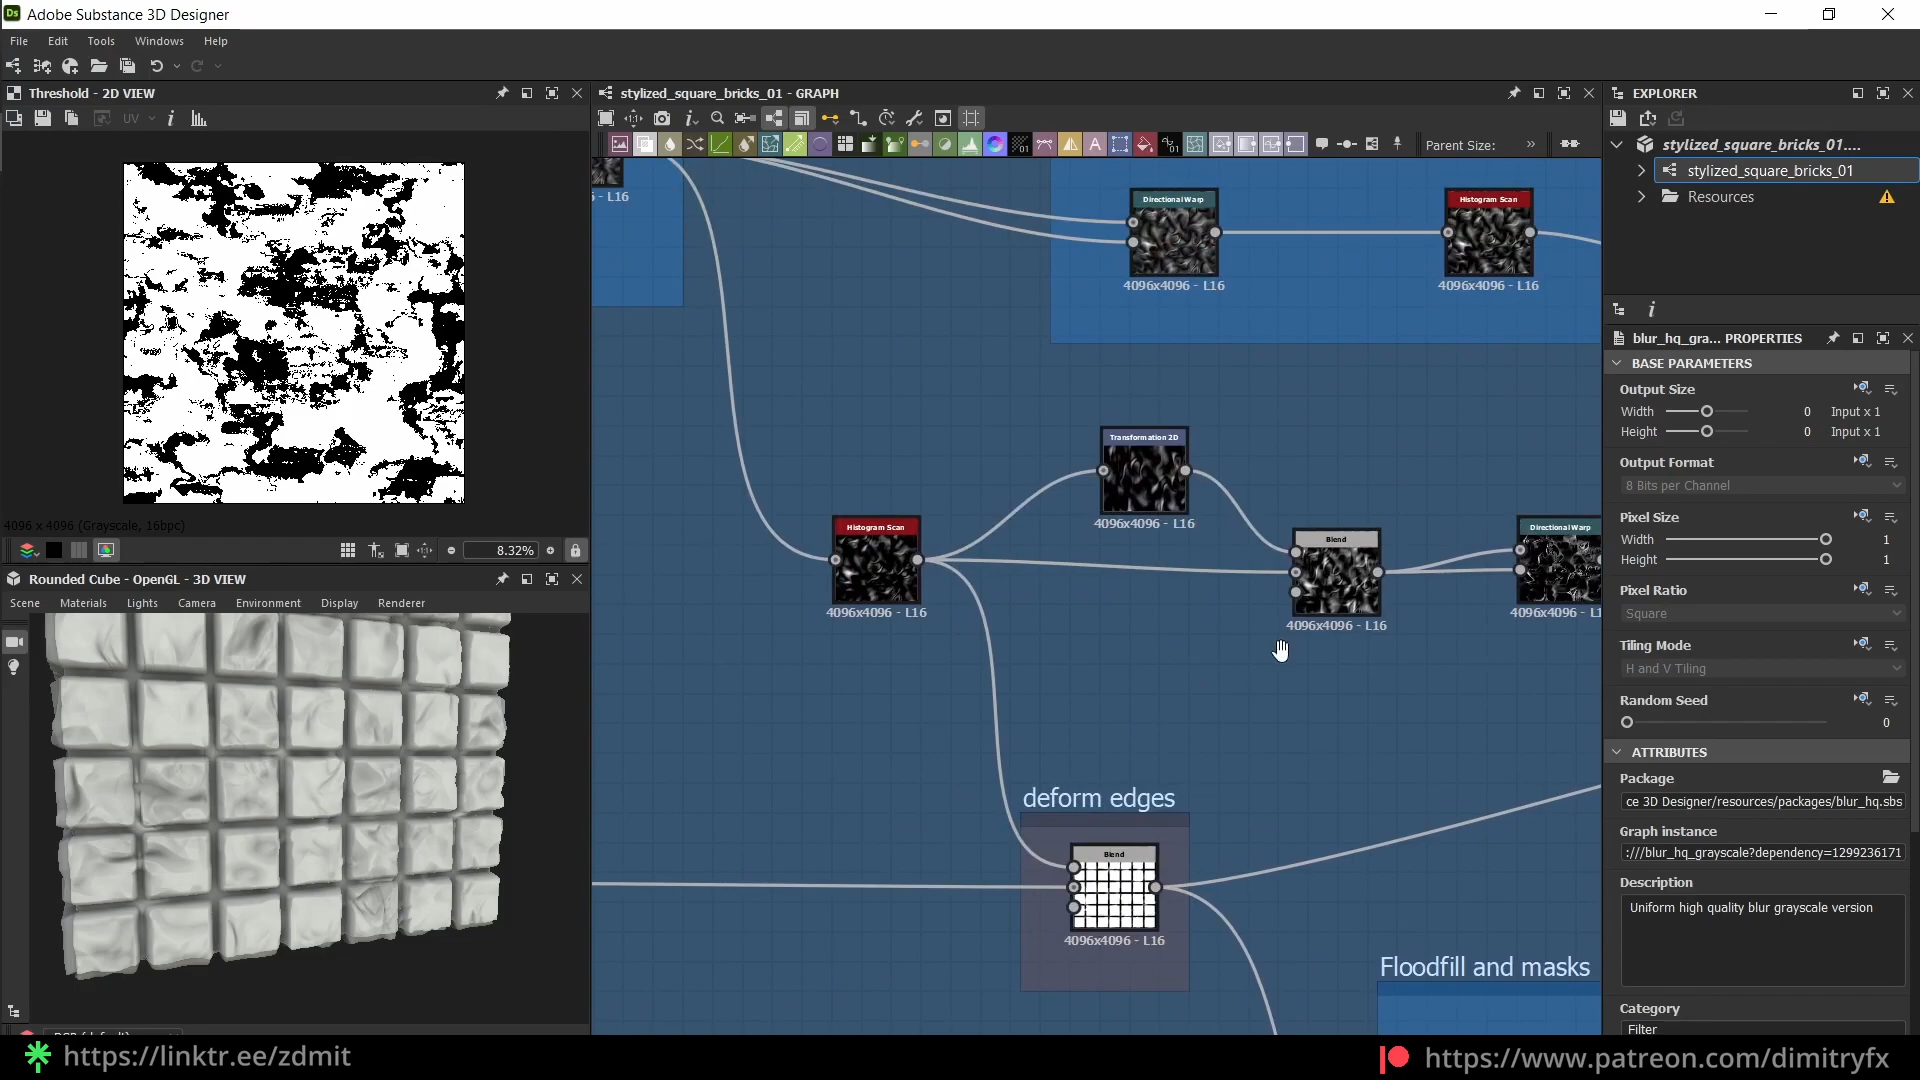 Ds Adobe Substance 3D Designer
File Edit Tools Windows Help
Threshold - 2D VIEW
UV
4096 x 4096 (Grayscale, 16bpc)
8.32%
Rounded Cube - OpenGL - 3D VIEW
Scene Materials Lights Camera Environment Display Renderer
stylized_square_bricks_01 - GRAPH
Parent Size:
- L16
Directional Warp
4096x4096 - L16
Histogram Scan
4096x4096 - L16
Transformation 2D
4096x4096 - L16
Histogram Scan
4096x4096 - L16
Blend
4096x4096 - L16
Directional Warp
4096x4096 - L1
deform edges
Blend
4096x4096 - L16
Floodfill and masks
EXPLORER
stylized_square_bricks_01....
stylized_square_bricks_01
Resources
blur_hq_gra... PROPERTIES
BASE PARAMETERS
Output Size
Width 0 Input x 1
Height 0 Input x 1
Output Format
8 Bits per Channel
Pixel Size
Width 1
Height 1
Pixel Ratio
Square
Tiling Mode
H and V Tiling
Random Seed
0
ATTRIBUTES
Package
ce 3D Designer/resources/packages/blur_hq.sbs
Graph instance
:///blur_hq_grayscale?dependency=1299236171
Description
Uniform high quality blur grayscale version
Category
Filter
https://linktr.ee/zdmit
https://www.patreon.com/dimitryfx